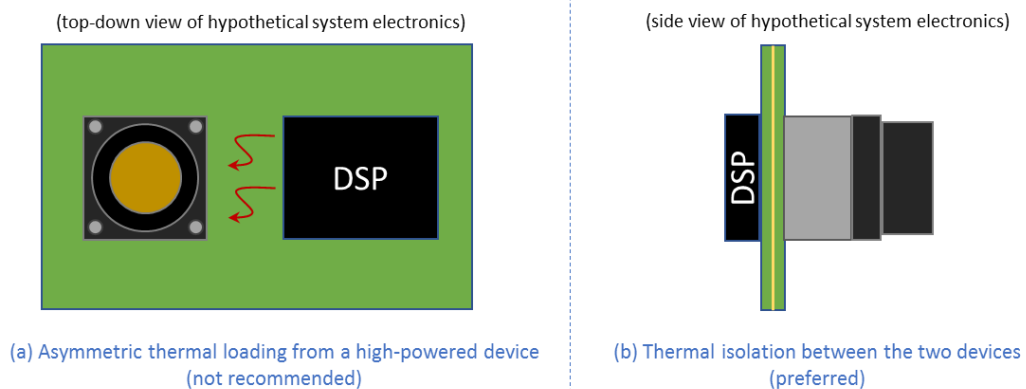 (top-down view of hypothetical system electronics)
DSP
(a) Asymmetric thermal loading from a high-powered device
(not recommended)
(side view of hypothetical system electronics)
DSP
(b) Thermal isolation between the two devices
(preferred)